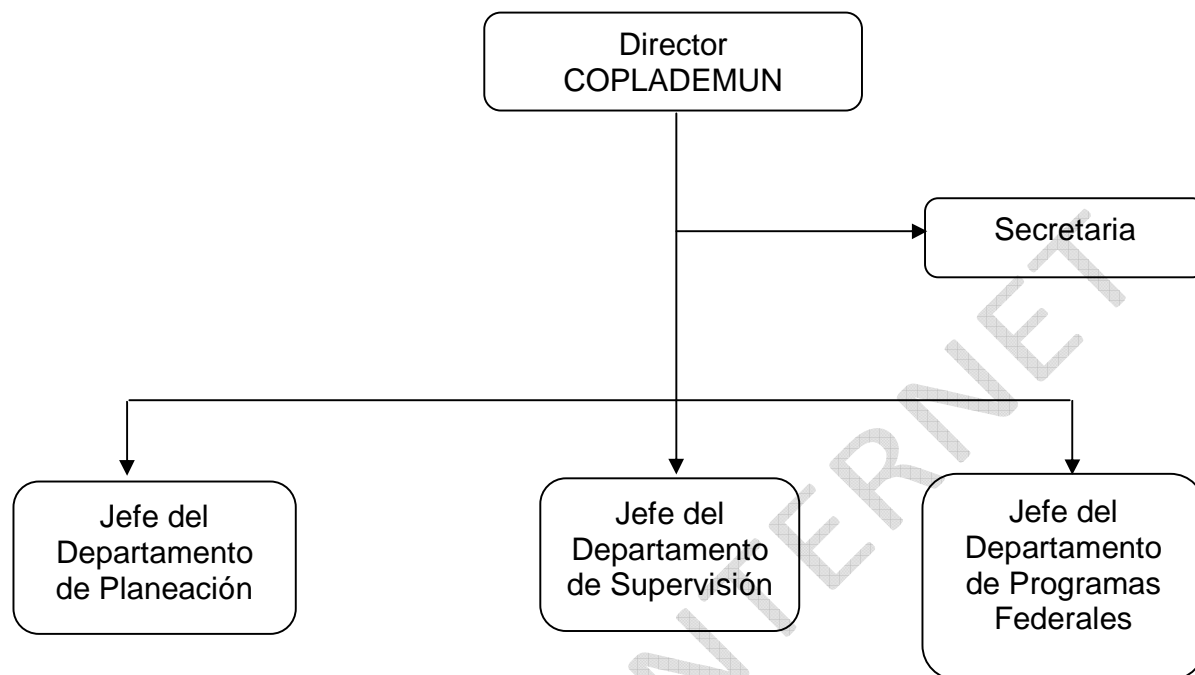 Director
COPLADEMUN
Secretaria
Jefe del
Departamento
de Planeación
Jefe del
Departamento
de Supervisión
Jefe del
Departamento
de Programas
Federales
NTERNET